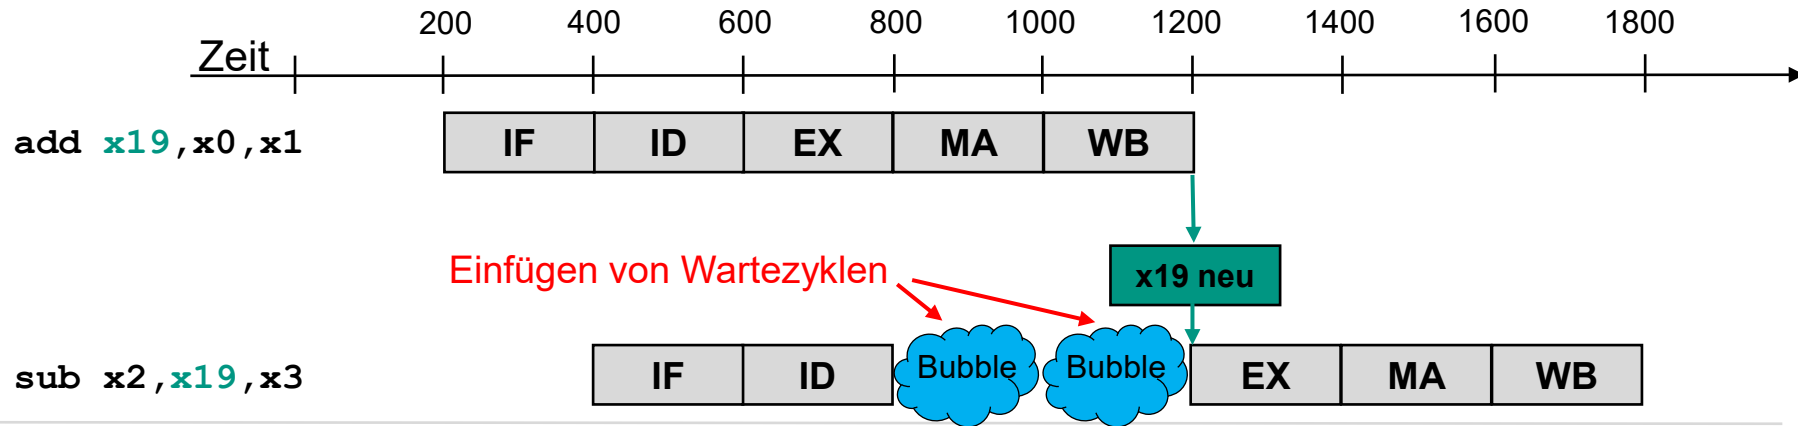 200 400 600 800 1000 1200 1400 1600 1800
Zeit
add x19,x0,x1 IF ID EX MA WB
Einfügen von Wartezyklen x19 neu
sub x2,x19,x3 IF ID Bubble Bubble EX MA WB